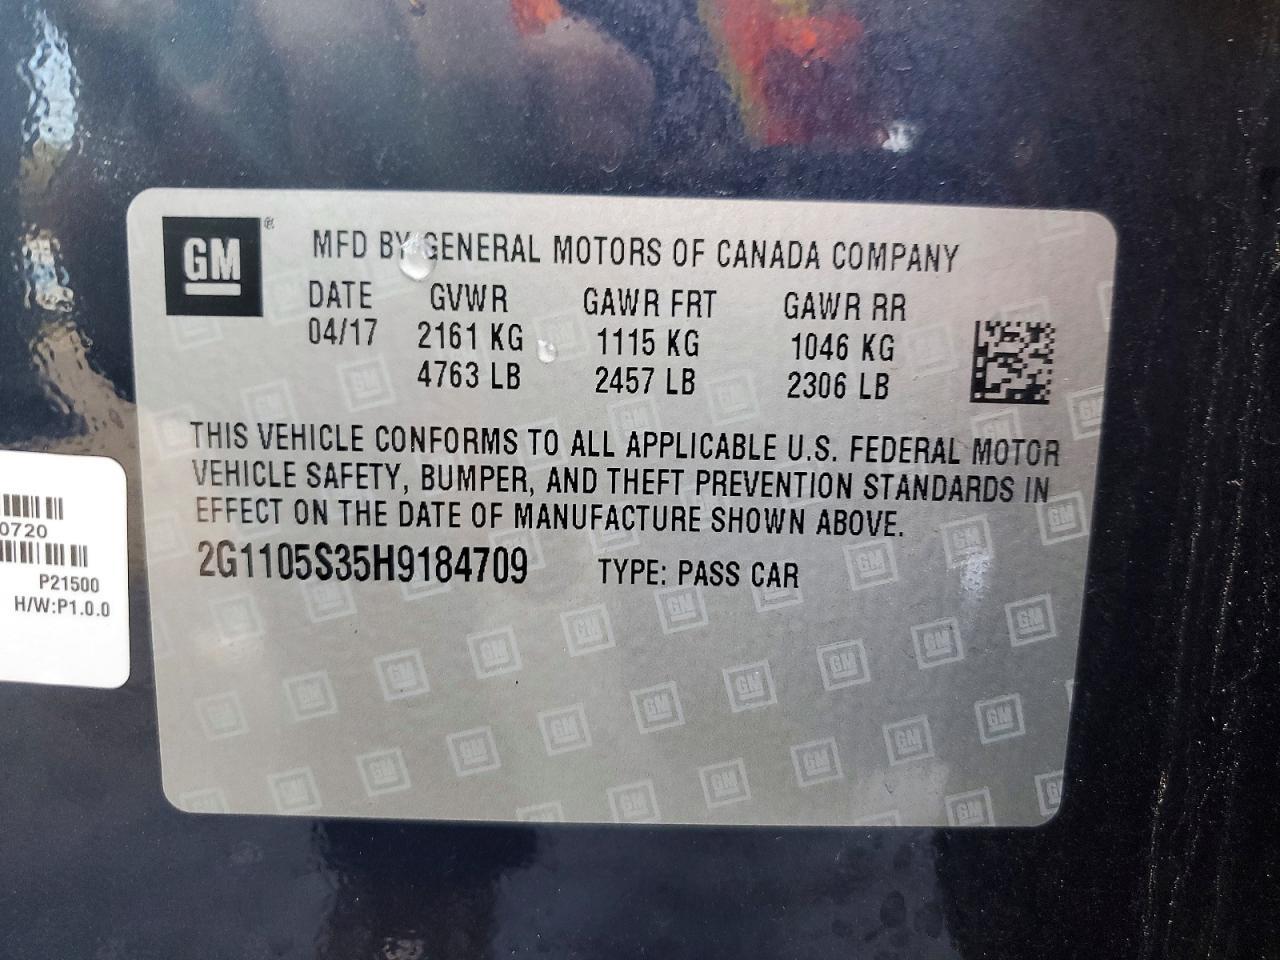 GM®
MFD BY GENERAL MOTORS OF CANADA COMPANY
DATE GVWR GAWR FRT GAWR RR
04/17 2161 KG 1115 KG 1046 KG
4763 LB 2457 LB 2306 LB
THIS VEHICLE CONFORMS TO ALL APPLICABLE U.S. FEDERAL MOTOR
VEHICLE SAFETY, BUMPER, AND THEFT PREVENTION STANDARDS IN
EFFECT ON THE DATE OF MANUFACTURE SHOWN ABOVE.
2G1105S35H9184709 TYPE: PASS CAR
0720
P21500
H/W:P1.0.0